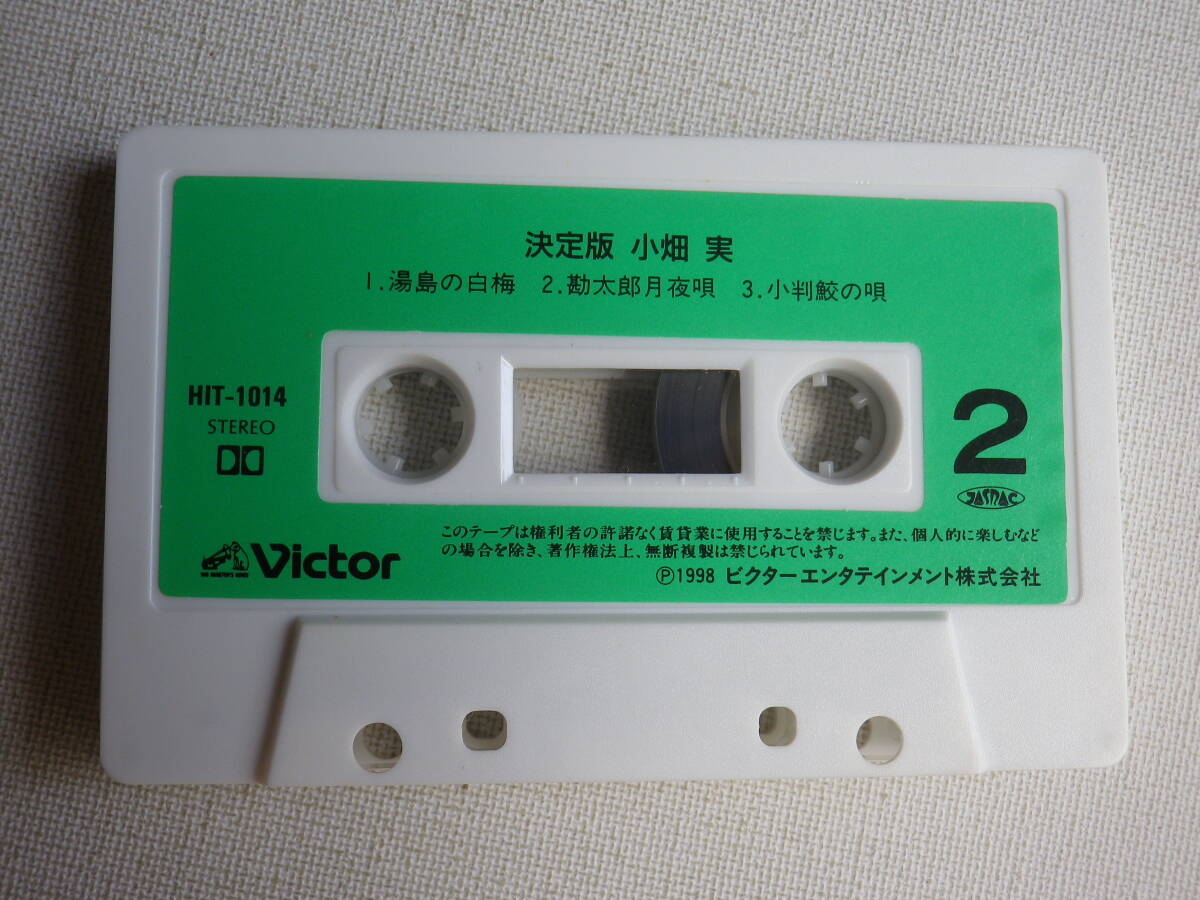 決定版 小畑 実
1.湯島の白梅 2.勘太郎月夜唄 3.小判鮫の唄
HIT-1014
STEREO
2
JASRAC
このテープは権利者の許諾なく賃貸業に使用することを禁じます。また、個人的に楽しむなど
の場合を除き、著作権法上、無断複製は禁じられています。
HIS MASTER'S VOICE
Victor
Ⓟ1998 ビクターエンタテインメント株式会社